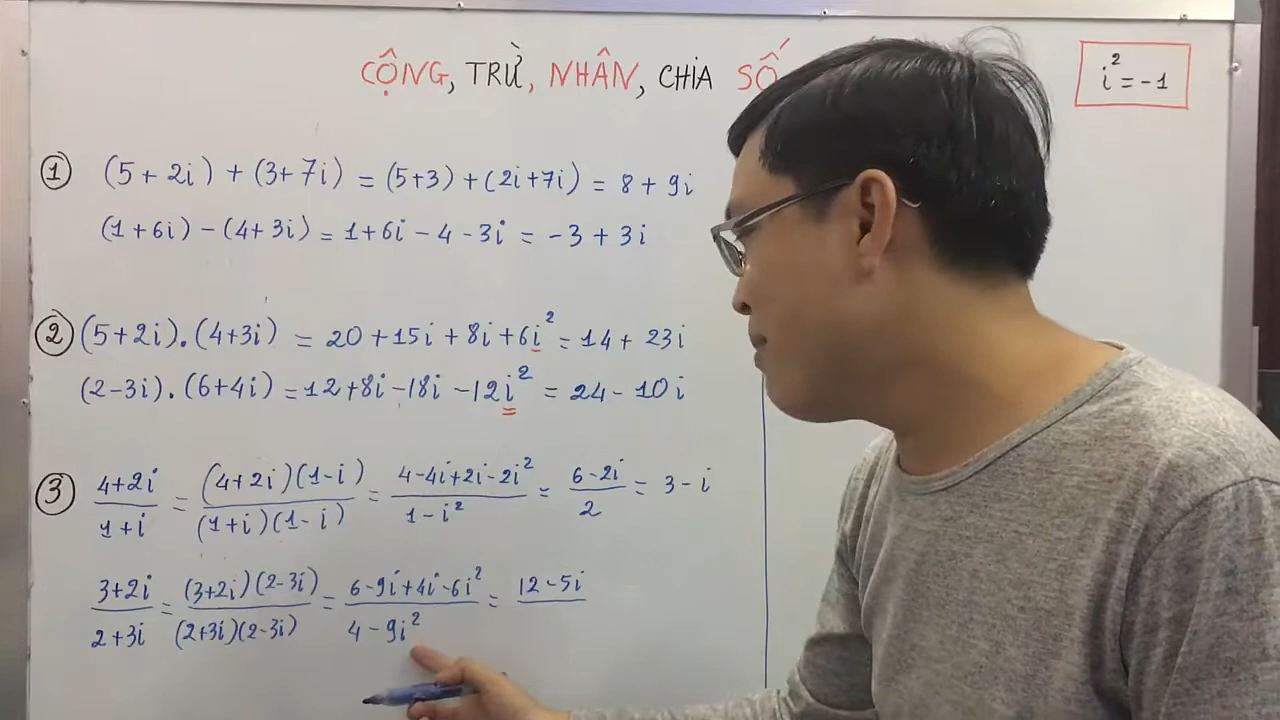 CỘNG, TRỪ, NHÂN, CHIA SỐ
i² = -1
① (5 + 2i) + (3 + 7i) = (5+3) + (2i+7i) = 8 + 9i
(1+6i) - (4+3i) = 1+6i - 4 - 3i = -3 + 3i
② (5+2i).(4+3i) = 20 + 15i + 8i + 6i² = 14 + 23i
(2-3i).(6+4i) = 12+8i-18i-12i² = 24 - 10i
③ (4+2i)/(1+i) = (4+2i)(1-i)/(1+i)(1-i) = (4-4i+2i-2i²)/(1-i²) = (6-2i)/2 = 3 - i
(3+2i)/(2+3i) = (3+2i)(2-3i)/(2+3i)(2-3i) = (6-9i+4i-6i²)/(4-9i²) = 12-5i